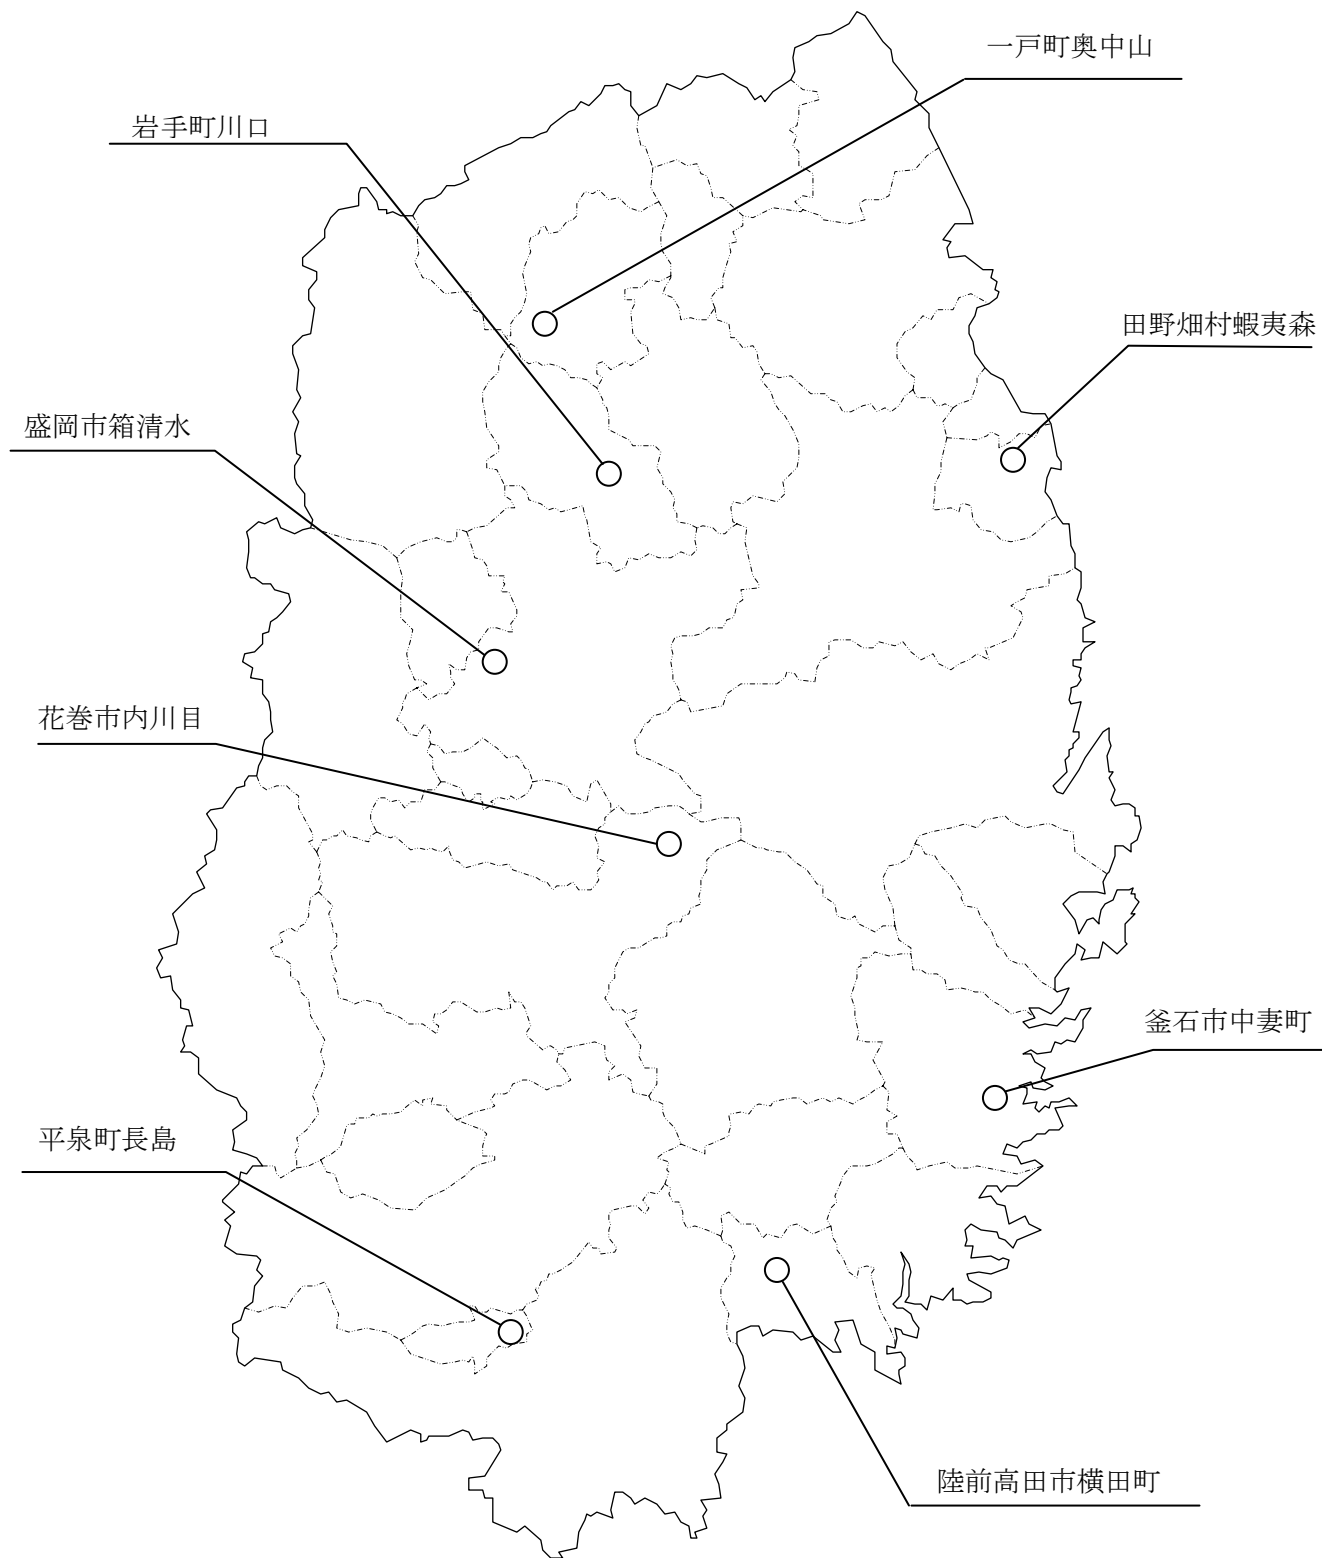 一戸町奥中山
岩手町川口
田野畑村蝦夷森
盛岡市箱清水
花巻市内川目
釜石市中妻町
平泉町長島
陸前高田市横田町